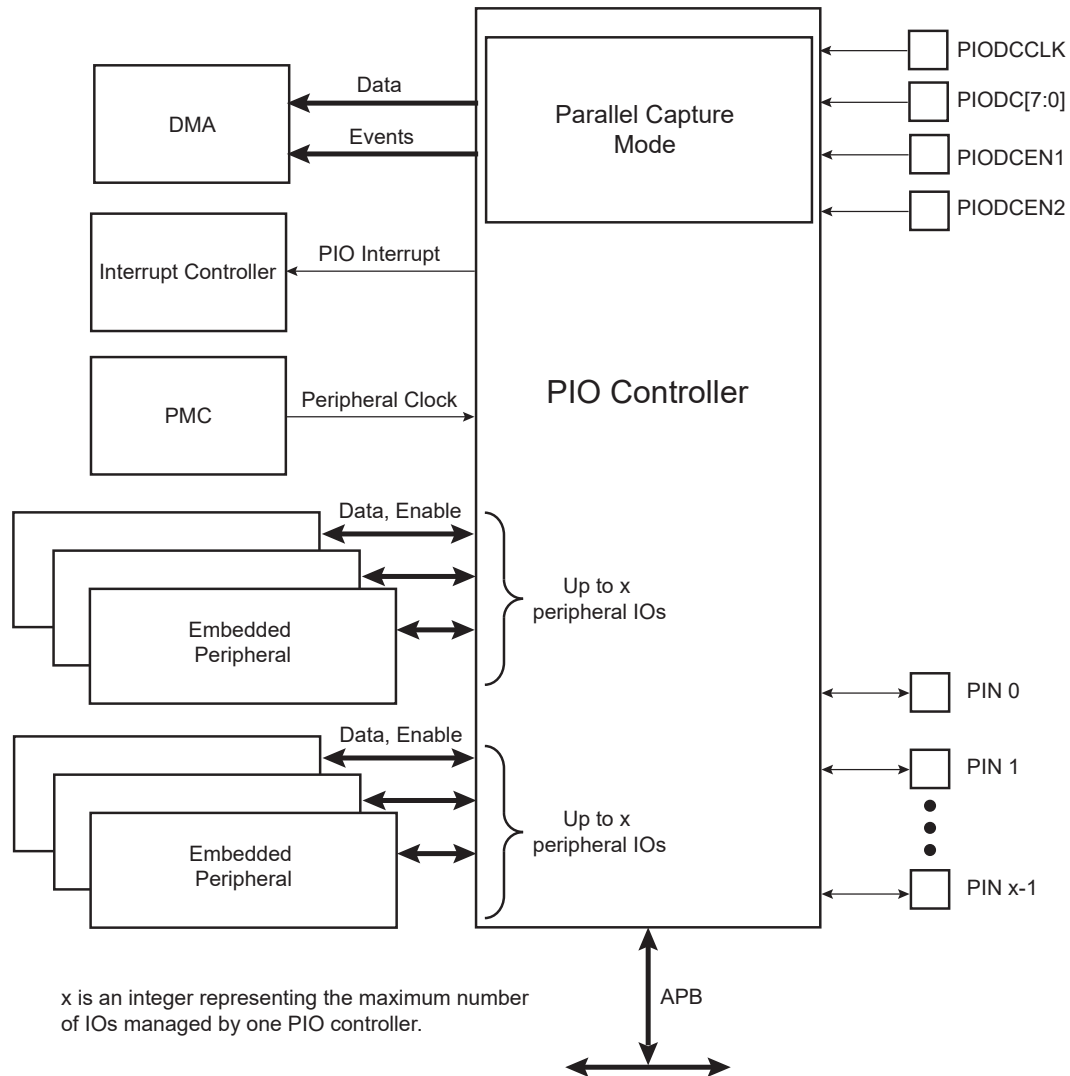 PIODCCLK
Data
PIODC[7:0]
DMA
Parallel Capture
Mode
Events
PIODCEN1
PIODCEN2
PIO Interrupt
Interrupt Controller
PIO Controller
Peripheral Clock
PMC
Data, Enable
Up to x
peripheral IOs
Embedded
Peripheral
PIN 0
Data, Enable
PIN 1
Up to x
peripheral IOs
Embedded
Peripheral
PIN x-1
x is an integer representing the maximum number
of IOs managed by one PIO controller.
APB